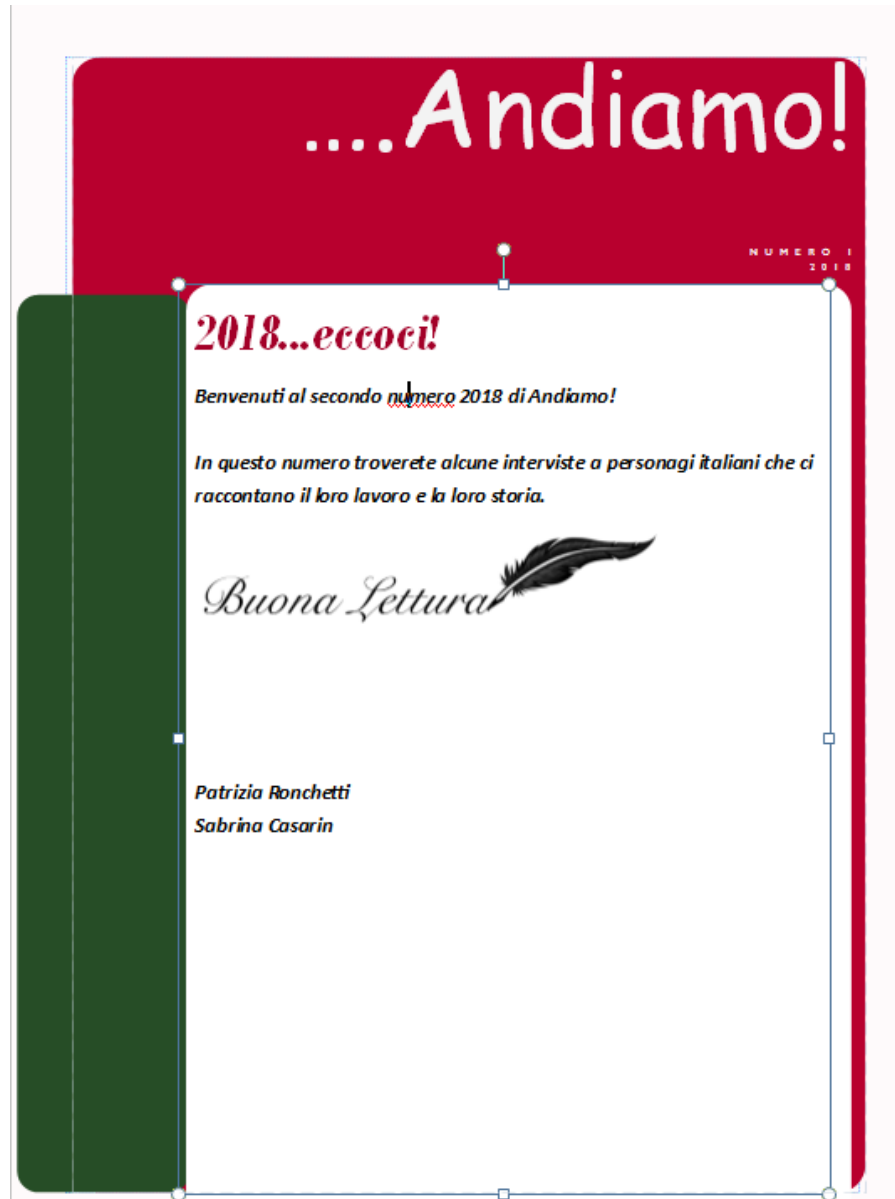 ....Andiamo!
NUMERO 1
2018
2018...eccoci!
Benvenuti al secondo numero 2018 di Andiamo!
In questo numero troverete alcune interviste a personagi italiani che ci
raccontano il loro lavoro e la loro storia.
Buona Lettura
Patrizia Ronchetti
Sabrina Casarin